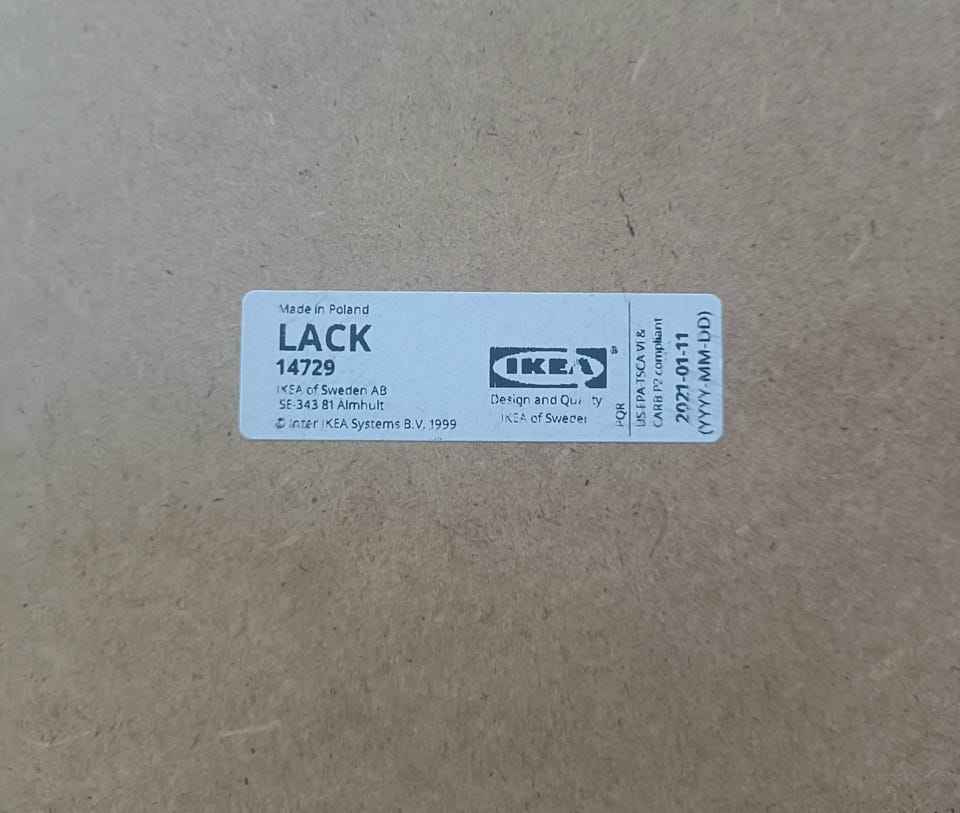 Made in Poland
LACK
14729
IKEA of Sweden AB
SE-343 81 Älmhult
© Inter IKEA Systems B.V. 1999
IKEA®
Design and Quality
IKEA of Sweden
PQR
US EPA TSCA VI &
CARB P2 compliant
2021-01-11
(YYYY-MM-DD)